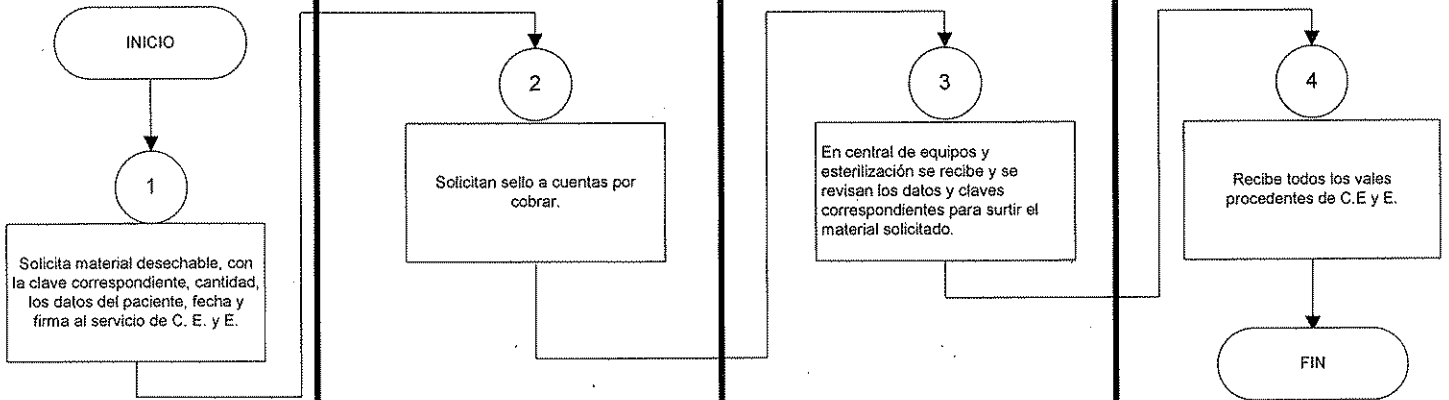 INICIO
1
Solicita material desechable, con
la clave correspondiente, cantidad,
los datos del paciente, fecha y
firma al servicio de C. E. y E.
2
Solicitan sello a cuentas por
cobrar.
3
En central de equipos y
esterilización se recibe y se
revisan los datos y claves
correspondientes para surtir el
material solicitado.
4
Recibe todos los vales
procedentes de C.E y E.
FIN